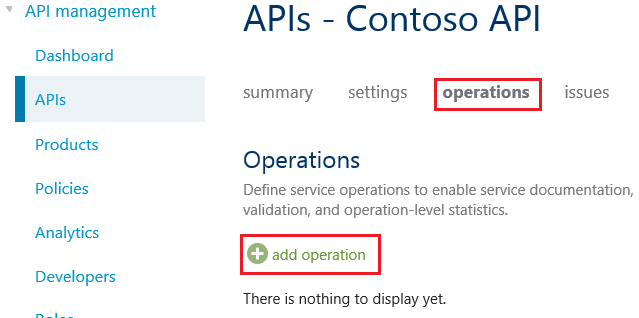 API management
Dashboard
APIs
Products
Policies
Analytics
Developers
APIs - Contoso API
summary settings operations issues
Operations
Define service operations to enable service documentation,
validation, and operation-level statistics.
add operation
There is nothing to display yet.